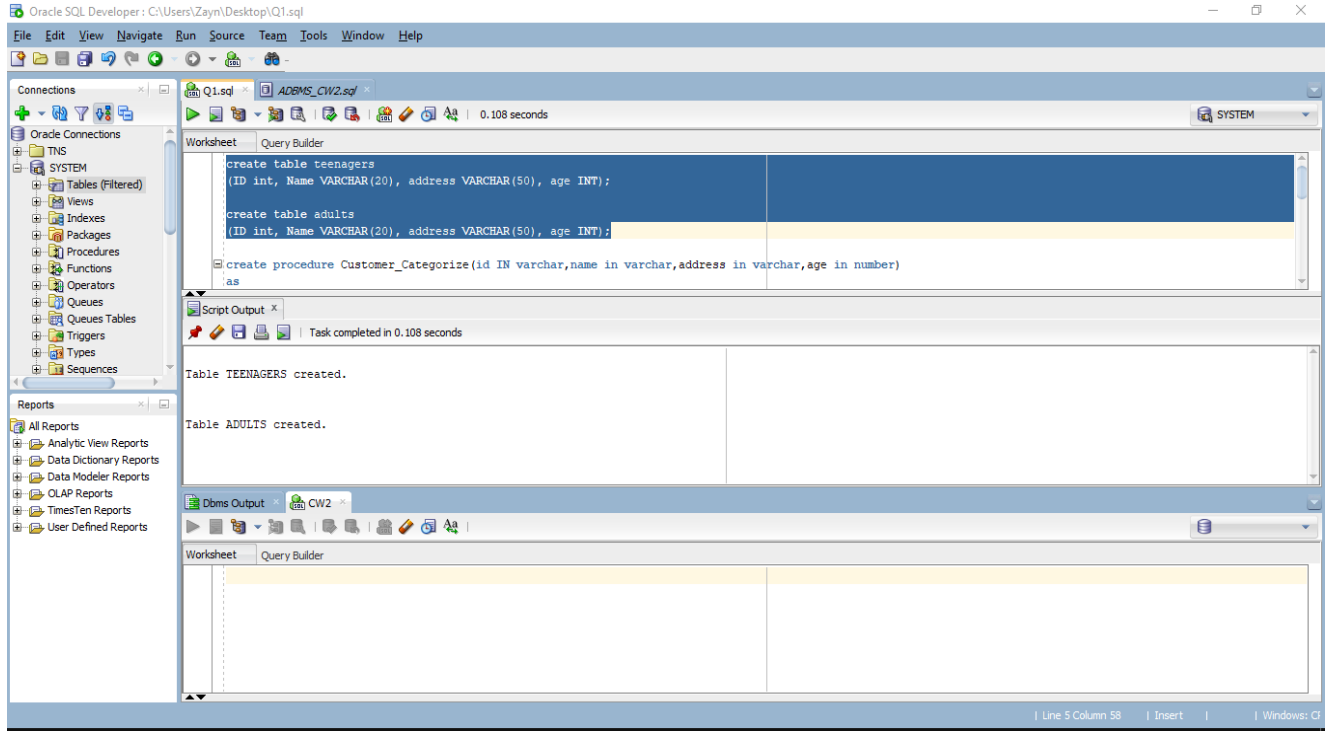 Oracle SQL Developer : C:\Users\Zayn\Desktop\Q1.sql
File Edit View Navigate Run Source Team Tools Window Help
Connections
Oracle Connections
TNS
SYSTEM
Tables (Filtered)
Views
Indexes
Packages
Procedures
Functions
Operators
Queues
Queues Tables
Triggers
Types
Sequences
Reports
All Reports
Analytic View Reports
Data Dictionary Reports
Data Modeler Reports
OLAP Reports
TimesTen Reports
User Defined Reports
Q1.sql ADBMS_CW2.sql
0.108 seconds
SYSTEM
Worksheet Query Builder
create table teenagers
(ID int, Name VARCHAR(20), address VARCHAR(50), age INT);
create table adults
(ID int, Name VARCHAR(20), address VARCHAR(50), age INT);
create procedure Customer_Categorize(id IN varchar,name in varchar,address in varchar,age in number)
as
Script Output
Task completed in 0.108 seconds
Table TEENAGERS created.
Table ADULTS created.
Dbms Output CW2
Worksheet Query Builder
| Line 5 Column 58 | Insert | | Windows: CR